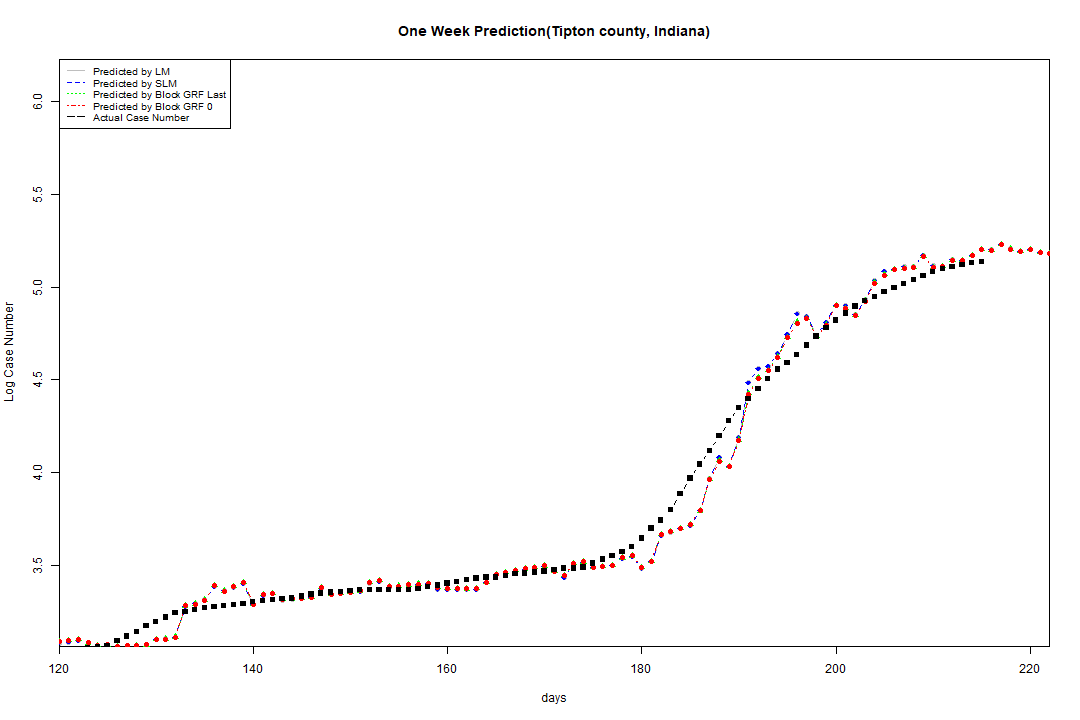 One Week Prediction(Tipton county, Indiana)
Predicted by LM
Predicted by SLM
Predicted by Block GRF Last
Predicted by Block GRF 0
Actual Case Number
6.0
5.5
5.0
4.5
4.0
3.5
Log Case Number
120 140 160 180 200 220
days